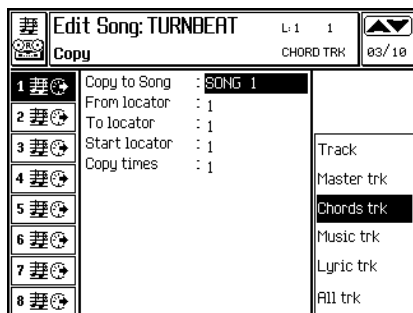 Edit Song: TURNBEAT L: 1 1
Copy CHORD TRK 03/10
1 Copy to Song : SONG 1
From locator : 1
2 To locator : 1
3 Start locator : 1 Track
Copy times : 1
4 Master trk
5 Chords trk
6 Music trk
7 Lyric trk
8 All trk